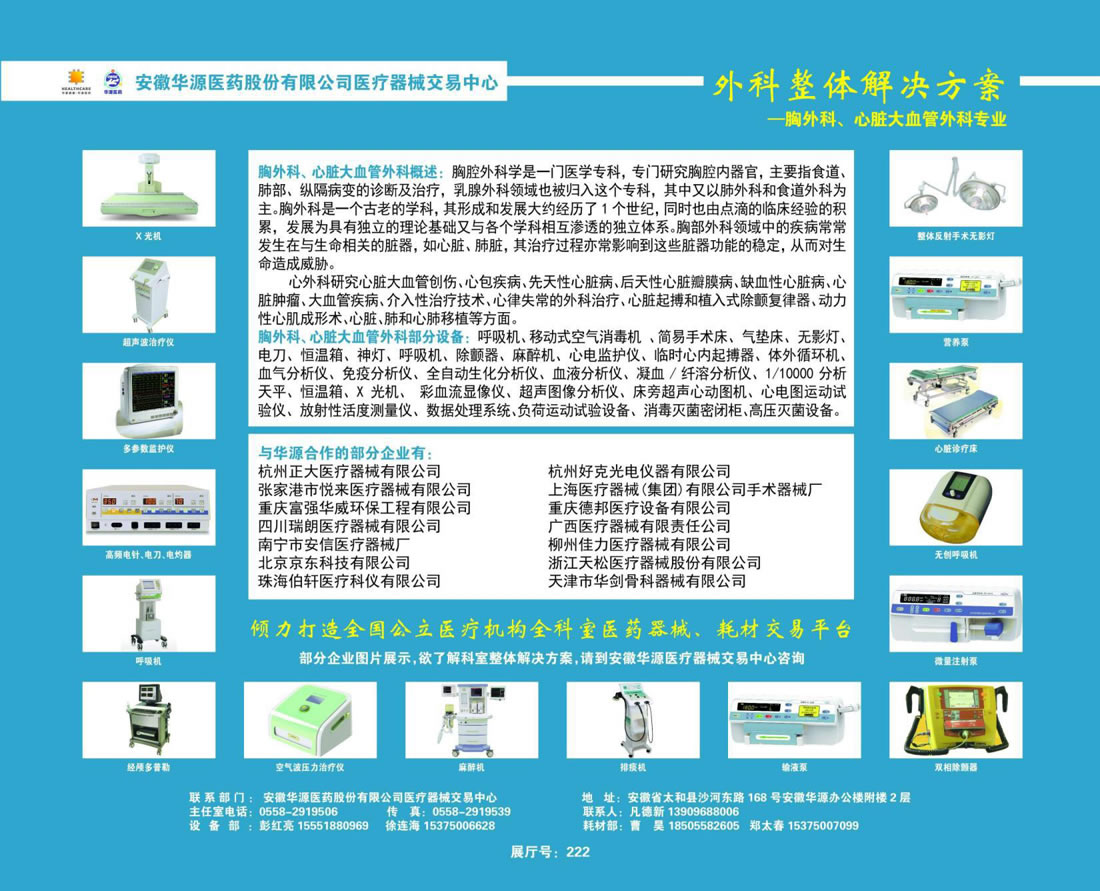 HEALTHCARE
华源医药
安徽华源医药股份有限公司医疗器械交易中心
外科整体解决方案
—胸外科、心脏大血管外科专业
胸外科、心脏大血管外科概述：胸腔外科学是一门医学专科，专门研究胸腔内器官，主要指食道、
肺部、纵隔病变的诊断及治疗，乳腺外科领域也被归入这个专科，其中又以肺外科和食道外科为
主。胸外科是一个古老的学科，其形成和发展大约经历了1个世纪，同时也由点滴的临床经验的积
累，发展为具有独立的理论基础又与各个学科相互渗透的独立体系。胸部外科领域中的疾病常常
发生在与生命相关的脏器，如心脏、肺脏，其治疗过程亦常影响到这些脏器功能的稳定，从而对生
命造成威胁。
心外科研究心脏大血管创伤、心包疾病、先天性心脏病、后天性心脏瓣膜病、缺血性心脏病、心
脏肿瘤、大血管疾病、介入性治疗技术、心律失常的外科治疗、心脏起搏和植入式除颤复律器、动力
性心肌成形术、心脏、肺和心肺移植等方面。
胸外科、心脏大血管外科部分设备：呼吸机、移动式空气消毒机 、简易手术床、气垫床、无影灯、
电刀、恒温箱、神灯、呼吸机、除颤器、麻醉机、心电监护仪、临时心内起搏器、体外循环机、
血气分析仪、免疫分析仪、全自动生化分析仪、血液分析仪、凝血 / 纤溶分析仪、1/10000 分析
天平、恒温箱、X 光机、 彩血流显像仪、超声图像分析仪、床旁超声心动图机、心电图运动试
验仪、放射性活度测量仪、数据处理系统、负荷运动试验设备、消毒灭菌密闭柜、高压灭菌设备。
与华源合作的部分企业有：
杭州正大医疗器械有限公司
杭州好克光电仪器有限公司
张家港市悦来医疗器械有限公司
上海医疗器械（集团）有限公司手术器械厂
重庆富强华威环保工程有限公司
重庆德邦医疗设备有限公司
四川瑞朗医疗器械有限公司
广西医疗器械有限责任公司
南宁市安信医疗器械厂
柳州佳力医疗器械有限公司
北京京东科技有限公司
浙江天松医疗器械股份有限公司
珠海伯轩医疗科仪有限公司
天津市华剑骨科器械有限公司
X 光机
超声波治疗仪
多参数监护仪
高频电针、电刀、电灼器
呼吸机
整体反射手术无影灯
营养泵
心脏诊疗床
无创呼吸机
微量注射泵
倾力打造全国公立医疗机构全科室医药器械、耗材交易平台
部分企业图片展示，欲了解科室整体解决方案，请到安徽华源医疗器械交易中心咨询
经颅多普勒
空气波压力治疗仪
麻醉机
排痰机
输液泵
双相除颤器
联系部门： 安徽华源医药股份有限公司医疗器械交易中心
主任室电话：0558-2919506 传 真：0558-2919539
设 备 部 ：彭红亮 15551880969 徐连海 15375006628
地 址：安徽省太和县沙河东路 168 号安徽华源办公楼附楼 2 层
联系人：凡德新 13909688006
耗材部：曹 昊 18505582605 郑太春 15375007099
展厅号：222